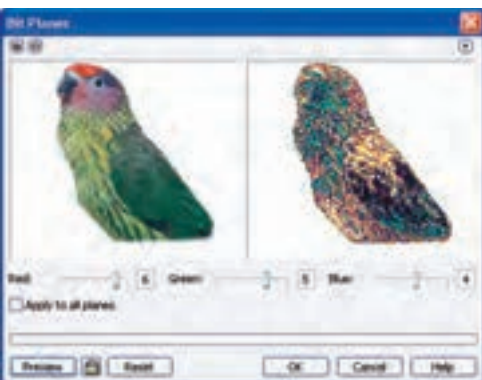 Bit Planes
Red: 6 Green: 5 Blue: 4
Apply to all planes
Preview Reset OK Cancel Help